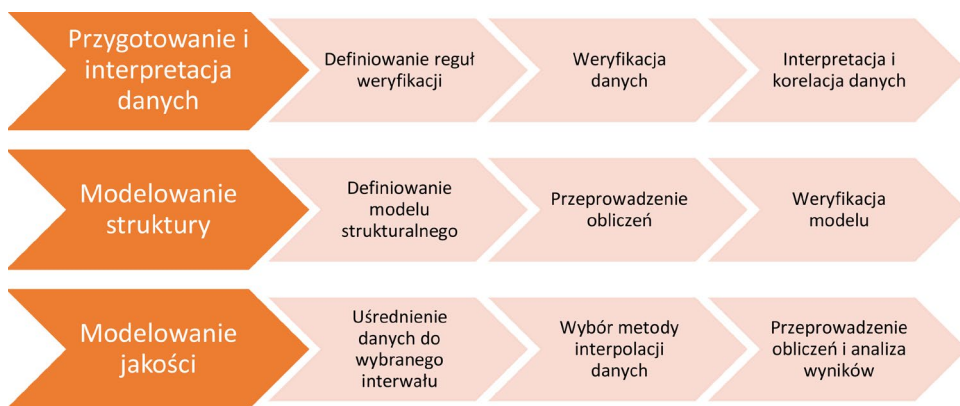 Przygotowanie i
interpretacja
danych
Definiowanie reguł
weryfikacji
Weryfikacja
danych
Interpretacja i
korelacja danych
Modelowanie
struktury
Definiowanie
modelu
strukturalnego
Przeprowadzenie
obliczeń
Weryfikacja
modelu
Modelowanie
jakości
Uśrednienie
danych do
wybranego
interwału
Wybór metody
interpolacji
danych
Przeprowadzenie
obliczeń i analiza
wyników